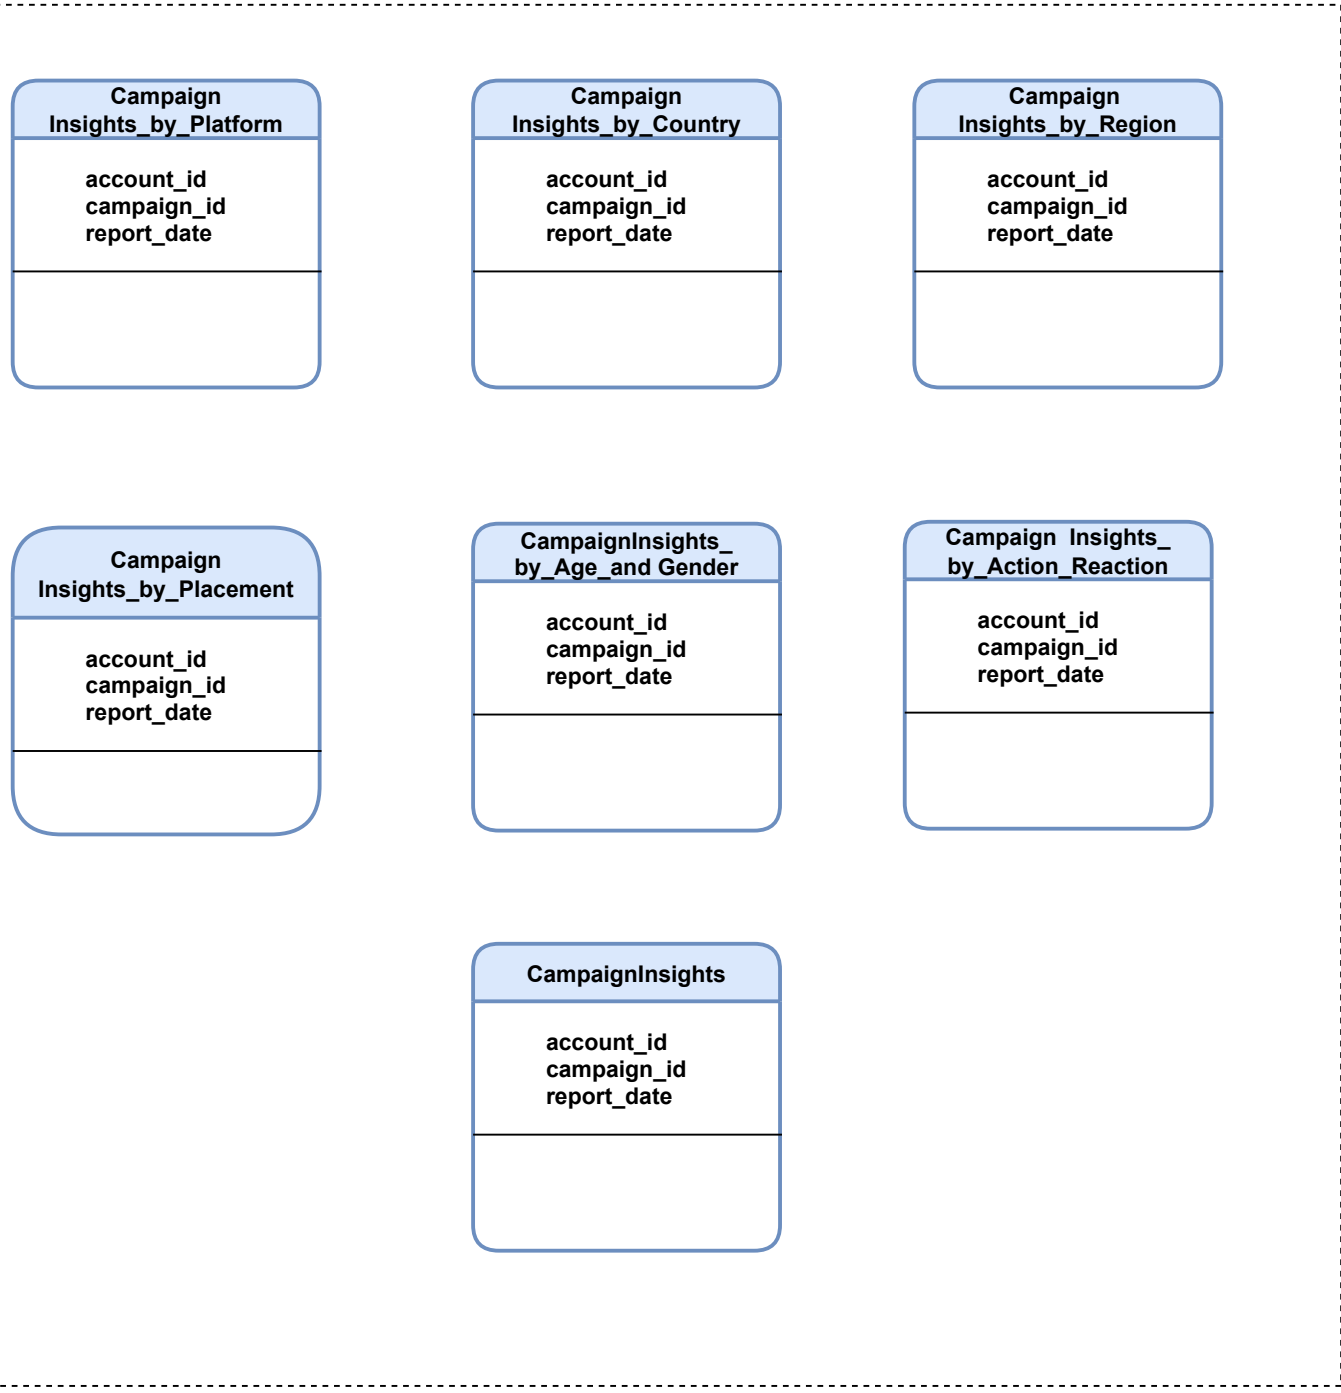 Campaign
Insights_by_Platform
account_id
campaign_id
report_date
Campaign
Insights_by_Country
account_id
campaign_id
report_date
Campaign
Insights_by_Region
account_id
campaign_id
report_date
Campaign
Insights_by_Placement
account_id
campaign_id
report_date
CampaignInsights_
by_Age_and Gender
account_id
campaign_id
report_date
Campaign  Insights_
by_Action_Reaction
account_id
campaign_id
report_date
CampaignInsights
account_id
campaign_id
report_date